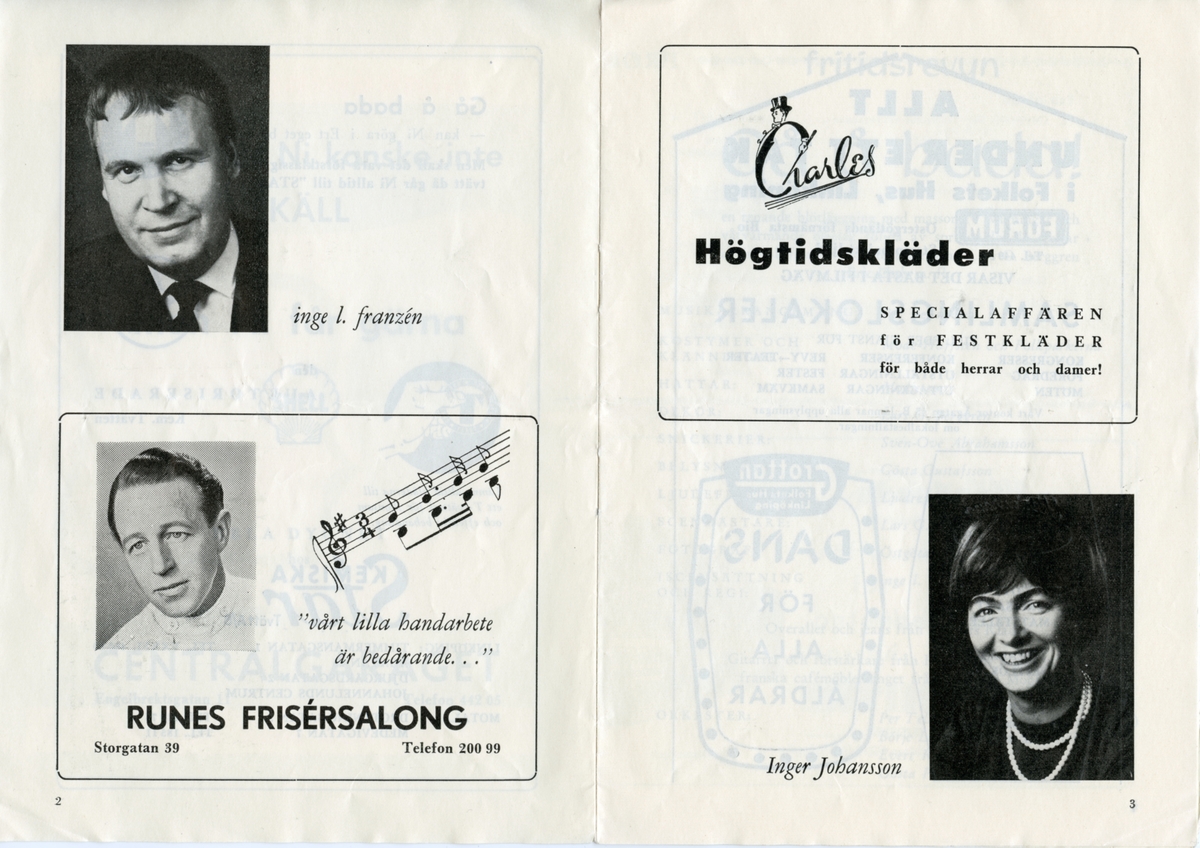 inge l. franzén
"vårt lilla handarbete
är bedårande. . ."
RUNES FRISÉRSALONG
Storgatan 39 Telefon 200 99
2
Charles
Högtidskläder
SPECIALAFFÄREN
för FESTKLÄDER
för både herrar och damer!
Inger Johansson
3